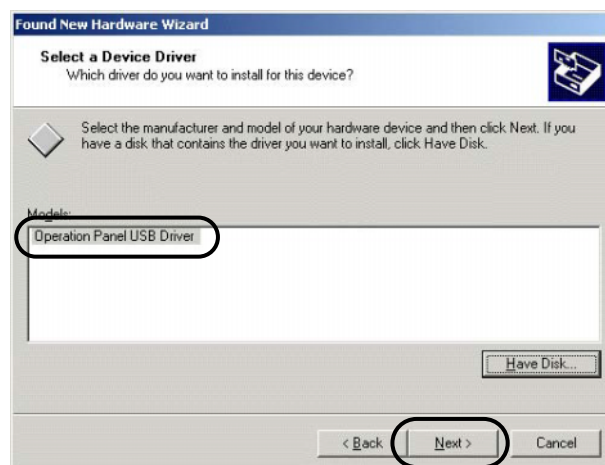 Found New Hardware Wizard
Select a Device Driver
Which driver do you want to install for this device?
Select the manufacturer and model of your hardware device and then click Next. If you
have a disk that contains the driver you want to install, click Have Disk.
Models:
Operation Panel USB Driver
Have Disk...
< Back
Next >
Cancel